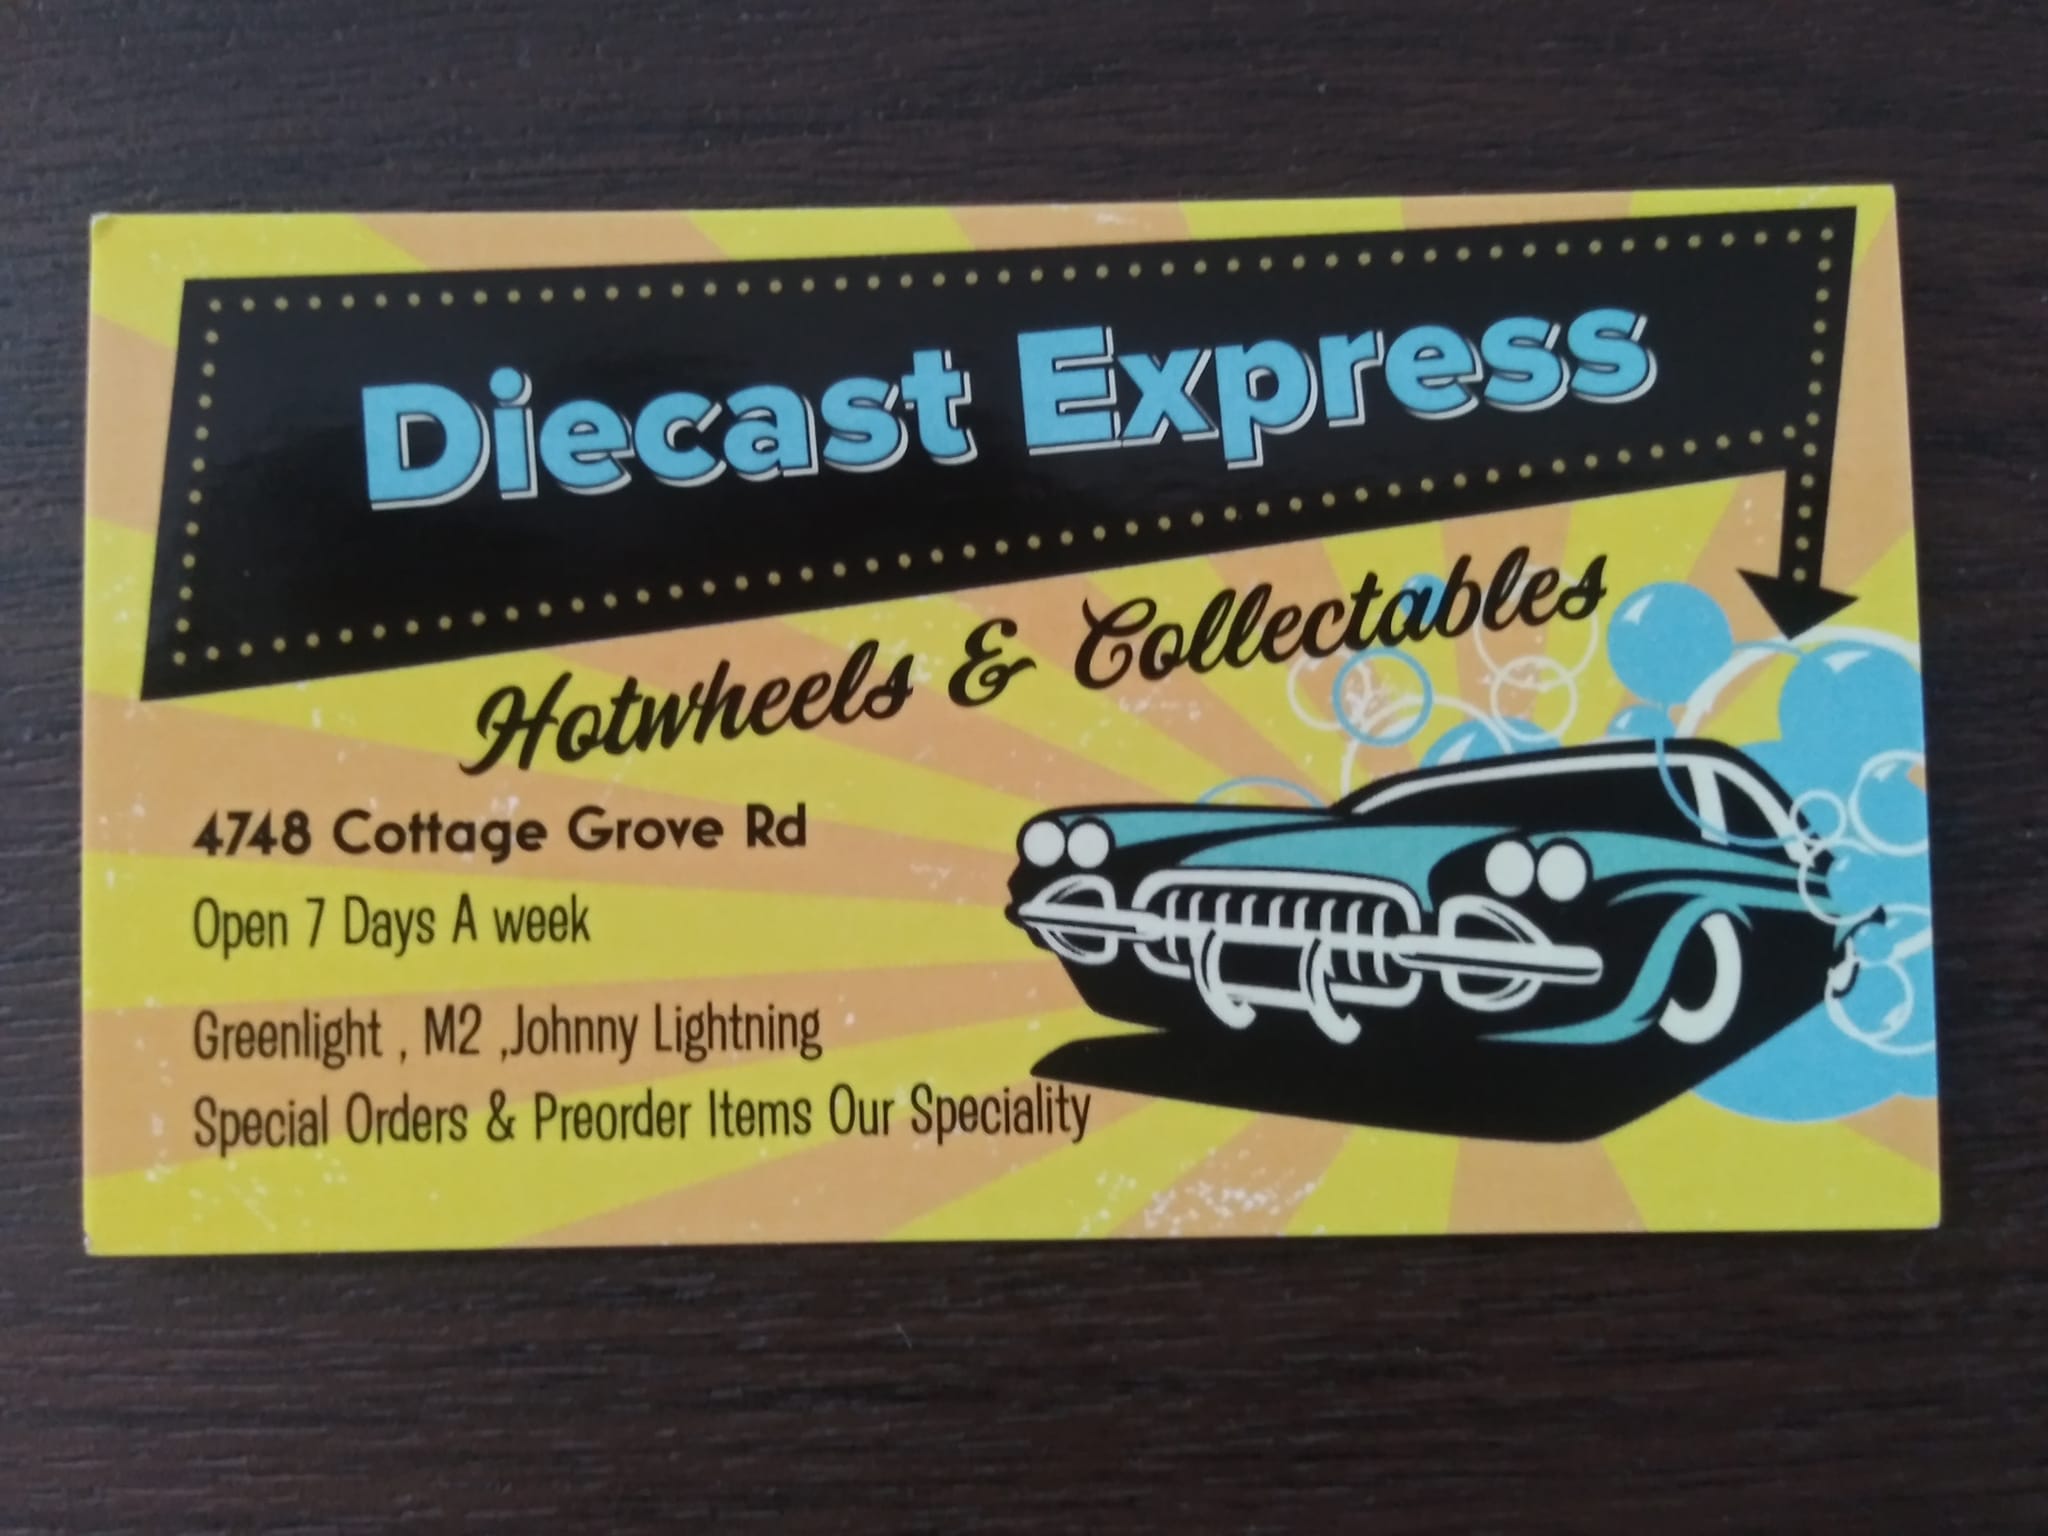 Diecast Express
Hotwheels & Collectables
4748 Cottage Grove Rd
Open 7 Days A week
Greenlight , M2 ,Johnny Lightning
Special Orders & Preorder Items Our Speciality